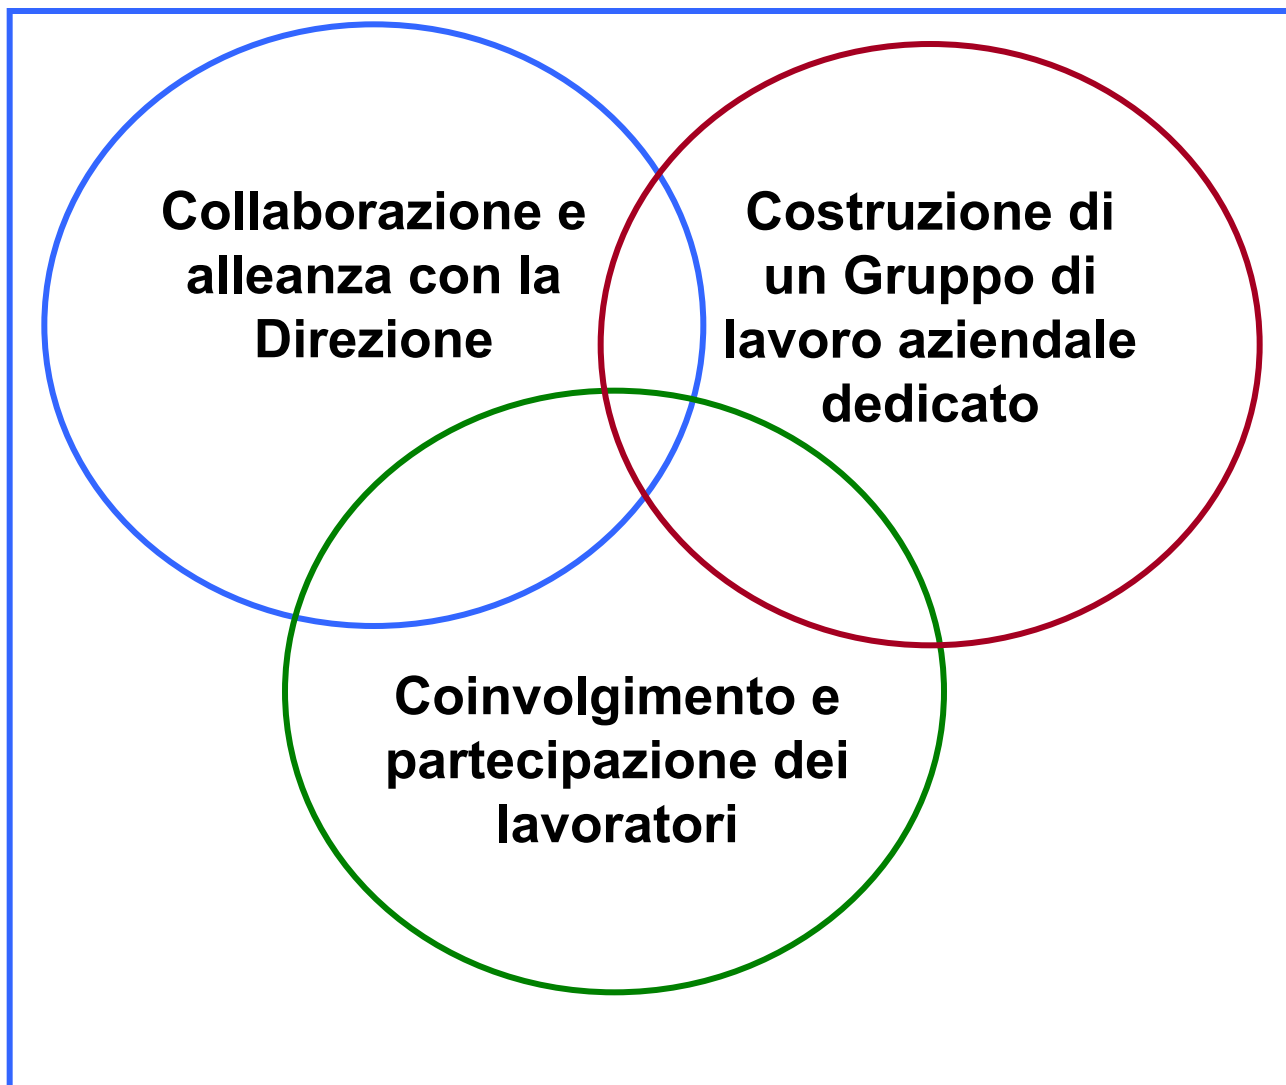 Collaborazione e
alleanza con la
Direzione
Costruzione di
un Gruppo di
lavoro aziendale
dedicato
Coinvolgimento e
partecipazione dei
lavoratori